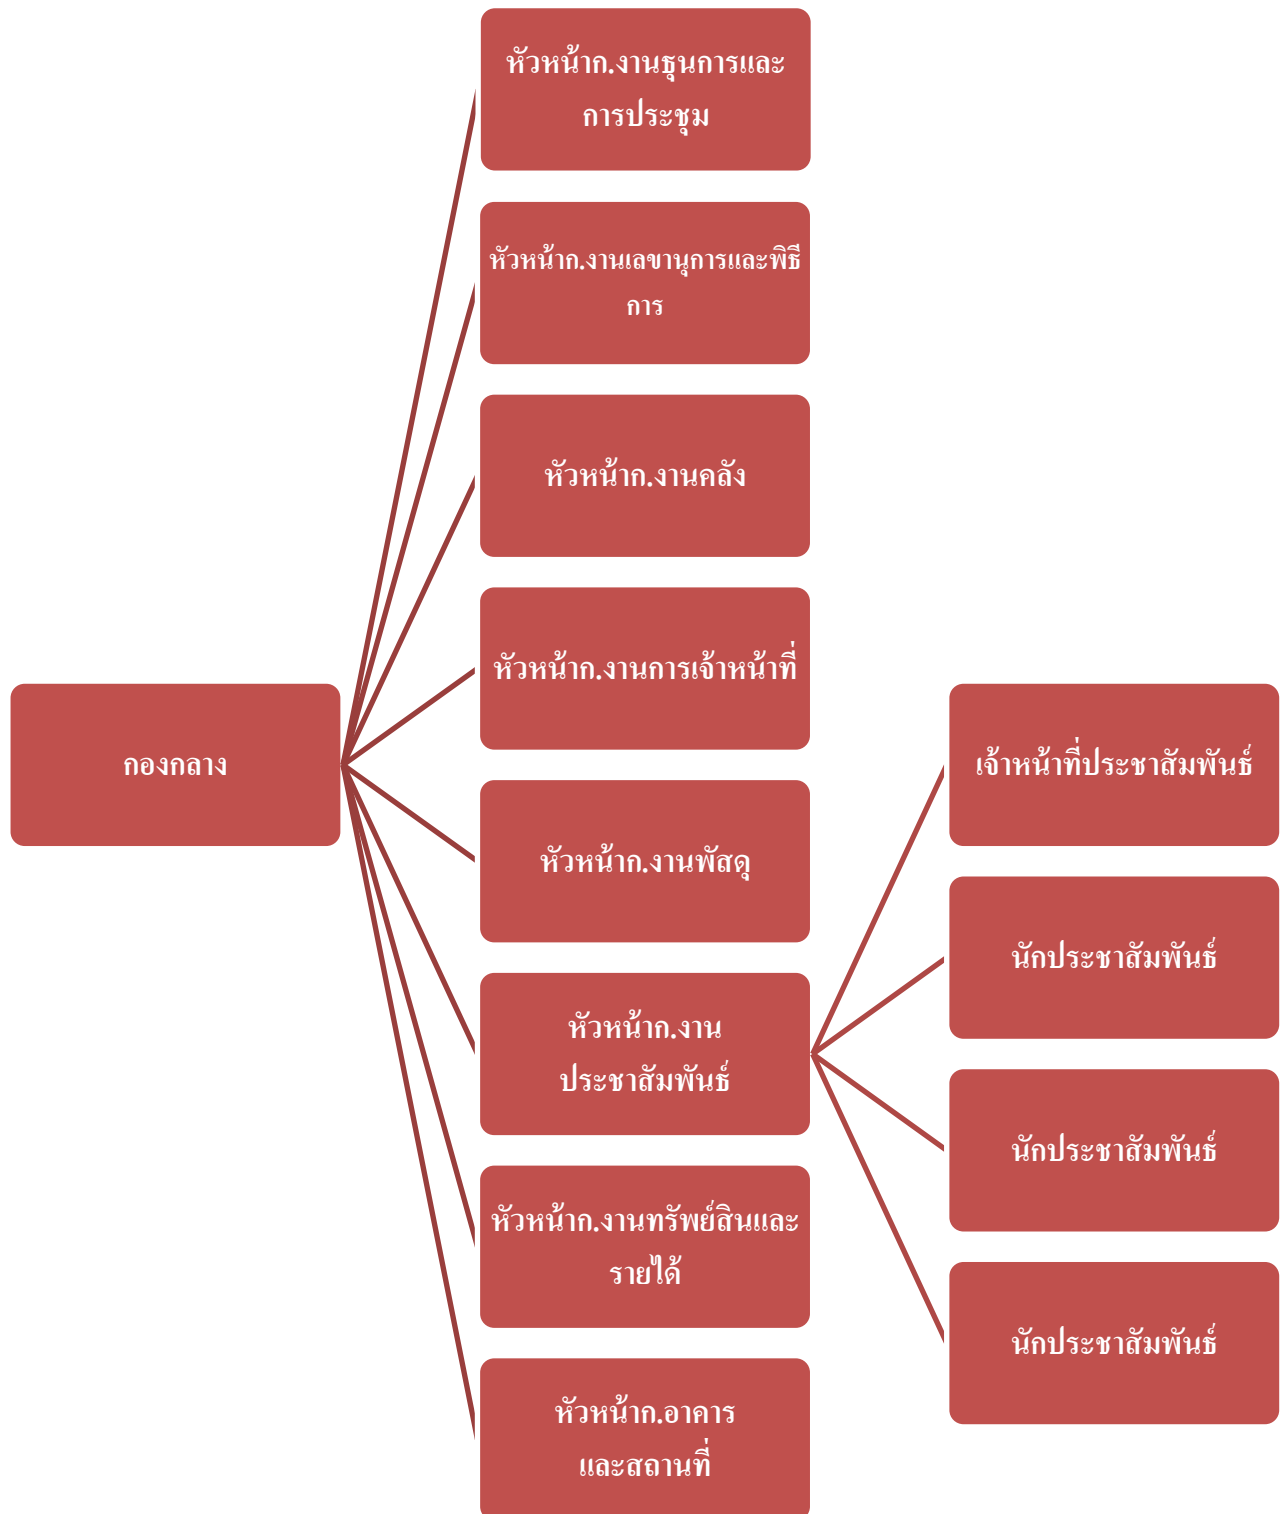 หัวหน้าก.งานธุนการและ
การประชุม
หัวหน้าก.งานเลขานุการและพิธี
การ
หัวหน้าก.งานคลัง
หัวหน้าก.งานการเจ้าหน้าที่
กองกลาง
หัวหน้าก.งานพัสดุ
หัวหน้าก.งาน
ประชาสัมพันธ์
หัวหน้าก.งานทรัพย์สินและ
รายได้
หัวหน้าก.อาคาร
และสถานที่
เจ้าหน้าที่ประชาสัมพันธ์
นักประชาสัมพันธ์
นักประชาสัมพันธ์
นักประชาสัมพันธ์